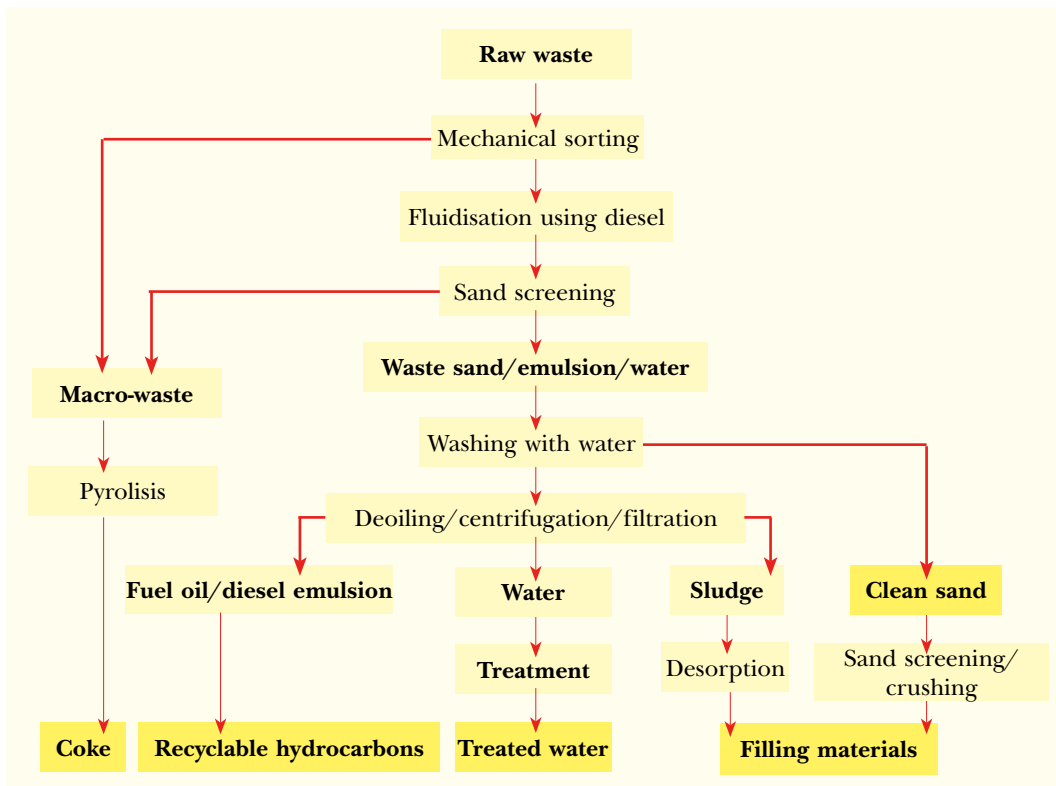 Raw waste
Mechanical sorting
Fluidisation using diesel
Sand screening
Waste sand/emulsion/water
Macro-waste
Washing with water
Pyrolisis
Deoiling/centrifugation/filtration
Fuel oil/diesel emulsion
Water
Sludge
Clean sand
Treatment
Desorption
Sand screening/
crushing
Coke
Recyclable hydrocarbons
Treated water
Filling materials